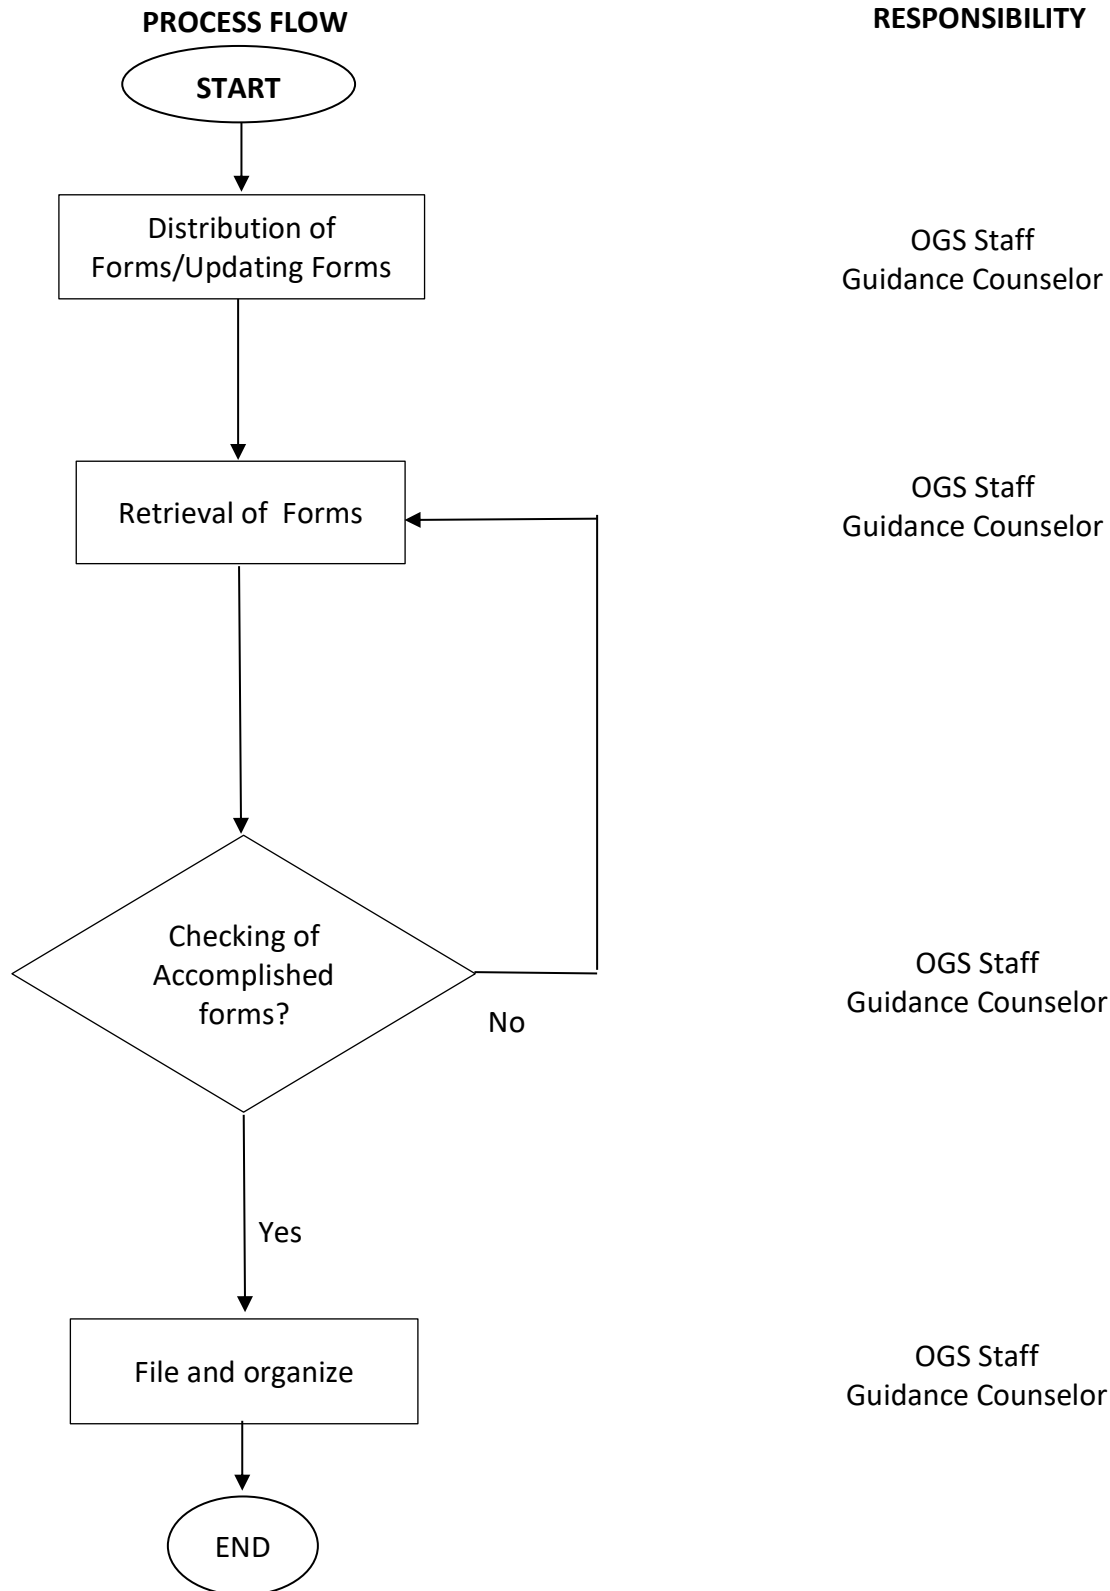 PROCESS FLOW
RESPONSIBILITY
START
Distribution of
Forms/Updating Forms
OGS Staff
Guidance Counselor
Retrieval of  Forms
OGS Staff
Guidance Counselor
Checking of
Accomplished
forms?
No
OGS Staff
Guidance Counselor
Yes
File and organize
OGS Staff
Guidance Counselor
END